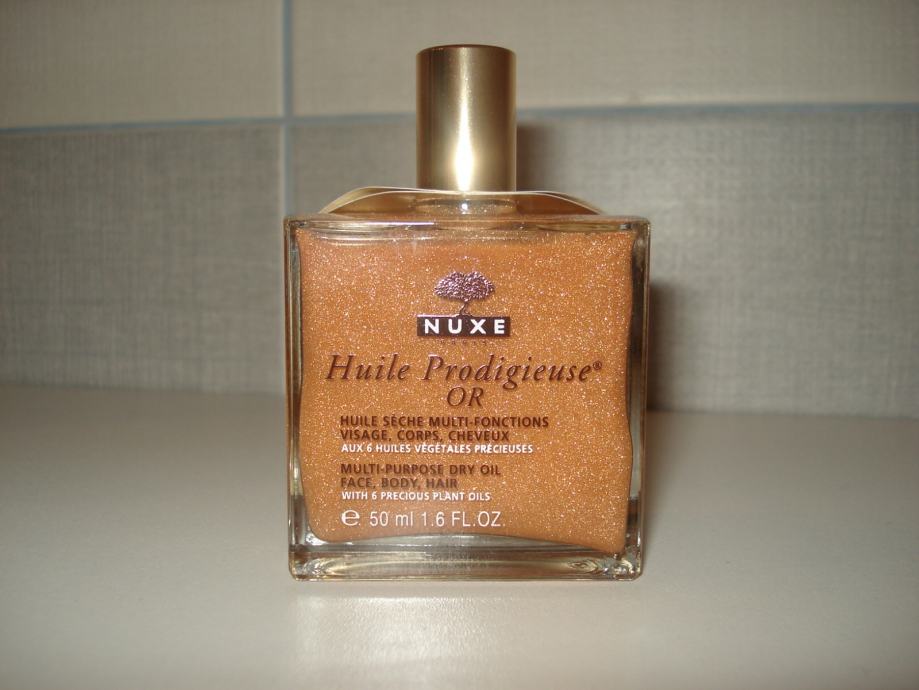 NUXE
PARIS
Huile Prodigieuse®
OR
HUILE SÈCHE MULTI-FONCTIONS
VISAGE, CORPS, CHEVEUX
AUX 6 HUILES VÉGÉTALES PRÉCIEUSES
MULTI-PURPOSE DRY OIL
FACE, BODY, HAIR
WITH 6 PRECIOUS PLANT OILS
℮ 50 ml 1.6 FL.OZ.